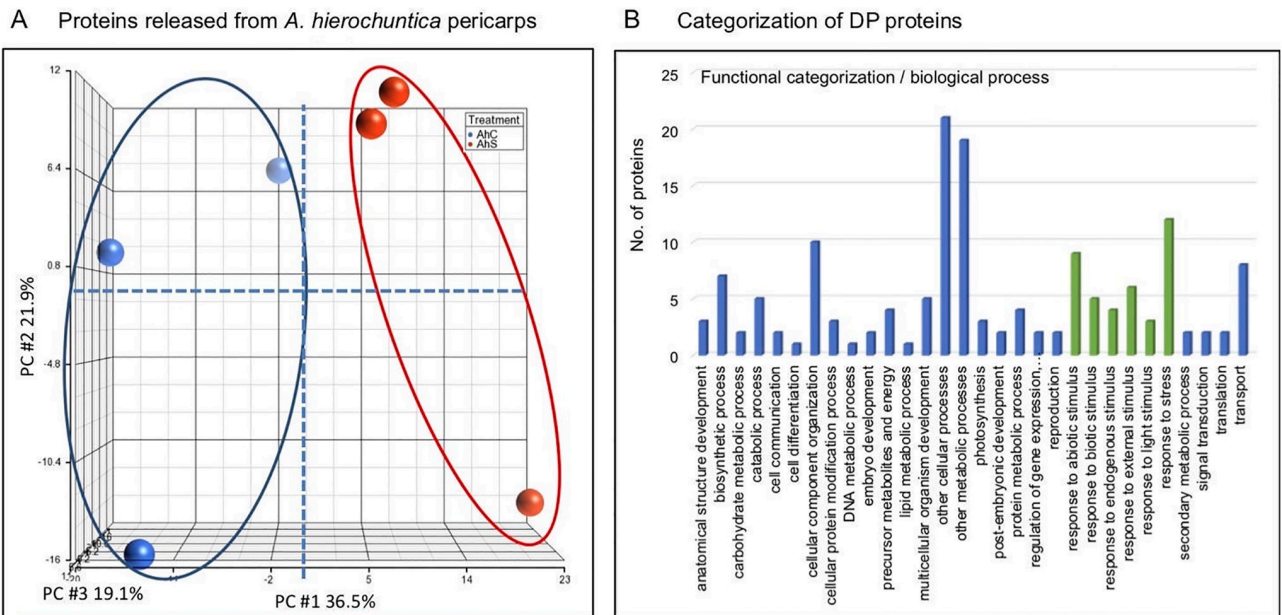 A Proteins released from A. hierochuntica pericarps
12
6.4
0.8
-4.8
-10.4
-16
PC #2 21.9%
Treatment
AhC
AhS
-2
5
14
23
PC #3 19.1%
PC #1 36.5%
B Categorization of DP proteins
Functional categorization / biological process
No. of proteins
25
20
15
10
5
0
anatomical structure development
biosynthetic process
carbohydrate metabolic process
catabolic process
cell communication
cell differentiation
cellular component organization
cellular protein modification process
DNA metabolic process
embryo development
precursor metabolites and energy
lipid metabolic process
multicellular organism development
other cellular processes
other metabolic processes
photosynthesis
post-embryonic development
protein metabolic process
regulation of gene expression,…
reproduction
response to abiotic stimulus
response to biotic stimulus
response to endogenous stimulus
response to external stimulus
response to light stimulus
response to stress
secondary metabolic process
signal transduction
translation
transport